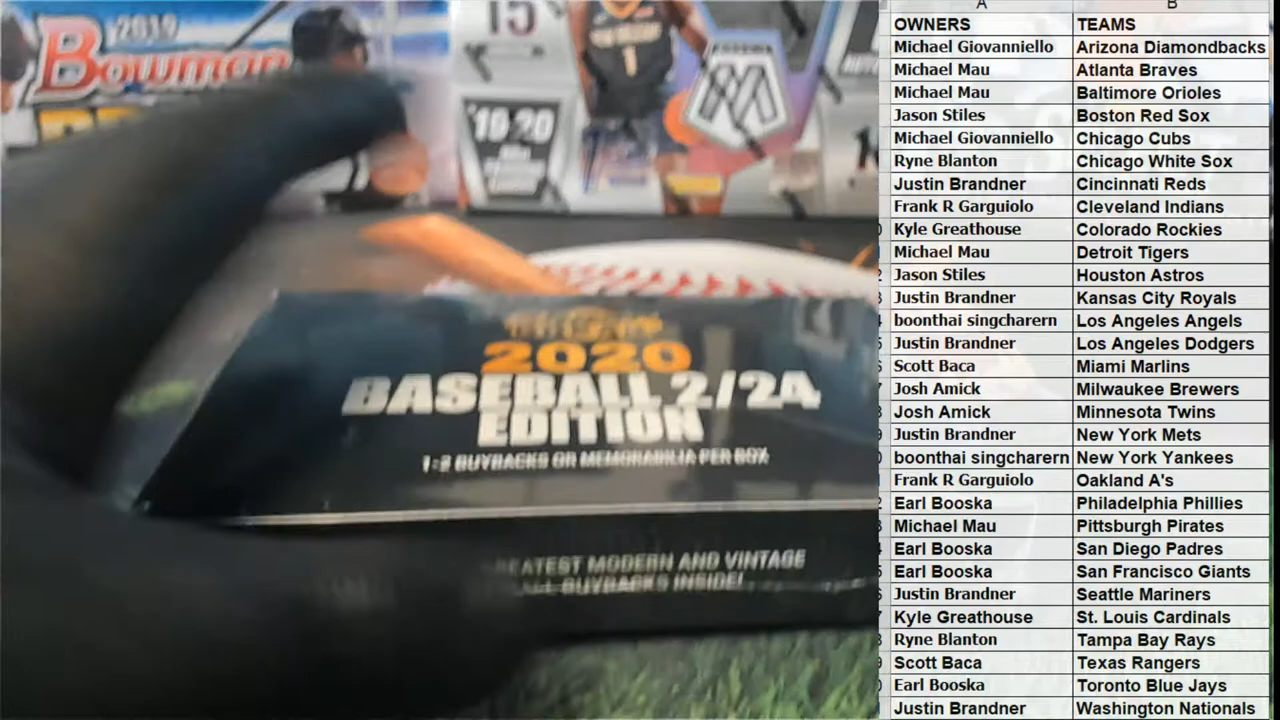 2019
Bowman
15
1
19-20
2020
BASEBALL 2/24
EDITION
1-2 BUYBACKS OR MEMORABILIA PER BOX
MODERN AND VINTAGE
BUYBACKS INSIDE!
A B
OWNERS TEAMS
Michael Giovanniello Arizona Diamondbacks
Michael Mau Atlanta Braves
Michael Mau Baltimore Orioles
Jason Stiles Boston Red Sox
Michael Giovanniello Chicago Cubs
Ryne Blanton Chicago White Sox
Justin Brandner Cincinnati Reds
Frank R Garguiolo Cleveland Indians
Kyle Greathouse Colorado Rockies
Michael Mau Detroit Tigers
Jason Stiles Houston Astros
Justin Brandner Kansas City Royals
boonthai singcharern Los Angeles Angels
Justin Brandner Los Angeles Dodgers
Scott Baca Miami Marlins
Josh Amick Milwaukee Brewers
Josh Amick Minnesota Twins
Justin Brandner New York Mets
boonthai singcharern New York Yankees
Frank R Garguiolo Oakland A's
Earl Booska Philadelphia Phillies
Michael Mau Pittsburgh Pirates
Earl Booska San Diego Padres
Earl Booska San Francisco Giants
Justin Brandner Seattle Mariners
Kyle Greathouse St. Louis Cardinals
Ryne Blanton Tampa Bay Rays
Scott Baca Texas Rangers
Earl Booska Toronto Blue Jays
Justin Brandner Washington Nationals